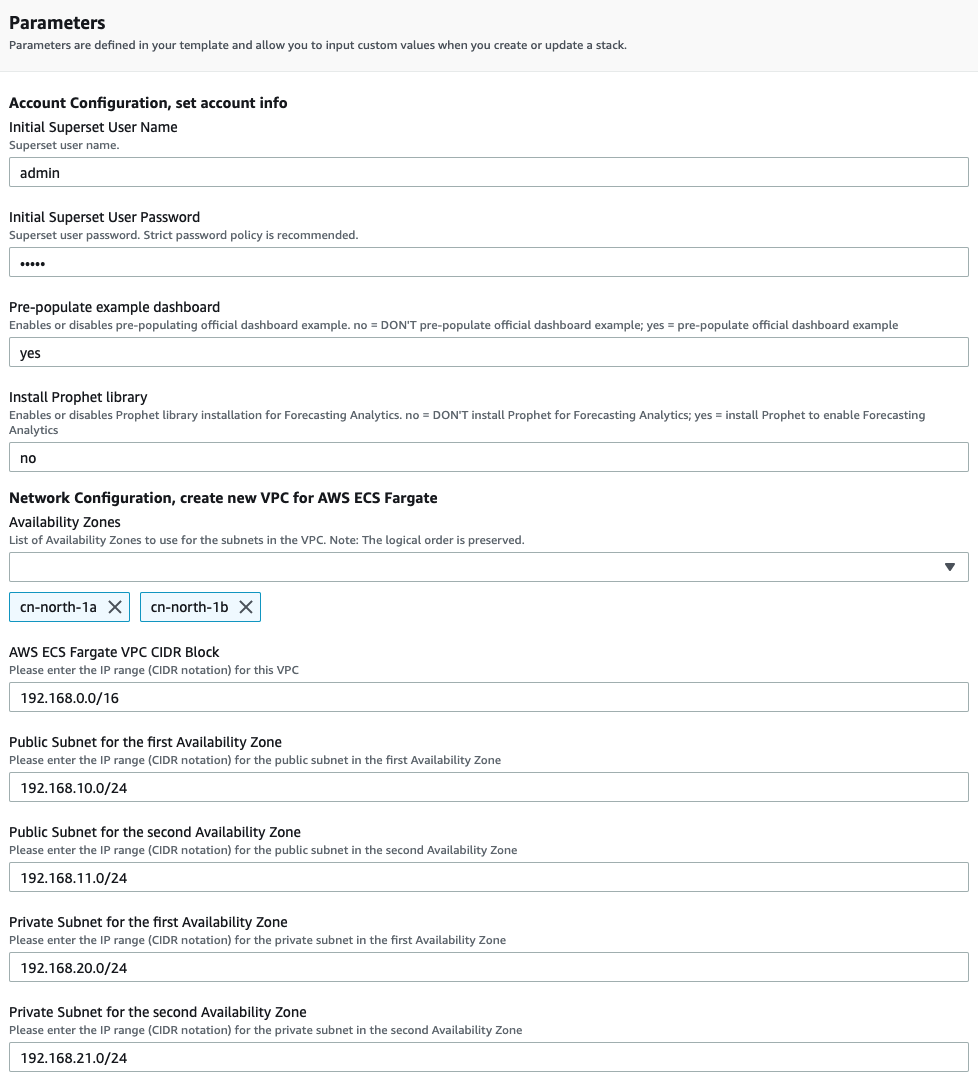 Parameters
Parameters are defined in your template and allow you to input custom values when you create or update a stack.
Account Configuration, set account info
Initial Superset User Name
Superset user name.
admin
Initial Superset User Password
Superset user password. Strict password policy is recommended.
•••••
Pre-populate example dashboard
Enables or disables pre-populating official dashboard example. no = DON'T pre-populate official dashboard example; yes = pre-populate official dashboard example
yes
Install Prophet library
Enables or disables Prophet library installation for Forecasting Analytics. no = DON'T install Prophet for Forecasting Analytics; yes = install Prophet to enable Forecasting
Analytics
no
Network Configuration, create new VPC for AWS ECS Fargate
Availability Zones
List of Availability Zones to use for the subnets in the VPC. Note: The logical order is preserved.
cn-north-1a cn-north-1b
AWS ECS Fargate VPC CIDR Block
Please enter the IP range (CIDR notation) for this VPC
192.168.0.0/16
Public Subnet for the first Availability Zone
Please enter the IP range (CIDR notation) for the public subnet in the first Availability Zone
192.168.10.0/24
Public Subnet for the second Availability Zone
Please enter the IP range (CIDR notation) for the public subnet in the second Availability Zone
192.168.11.0/24
Private Subnet for the first Availability Zone
Please enter the IP range (CIDR notation) for the private subnet in the first Availability Zone
192.168.20.0/24
Private Subnet for the second Availability Zone
Please enter the IP range (CIDR notation) for the private subnet in the second Availability Zone
192.168.21.0/24